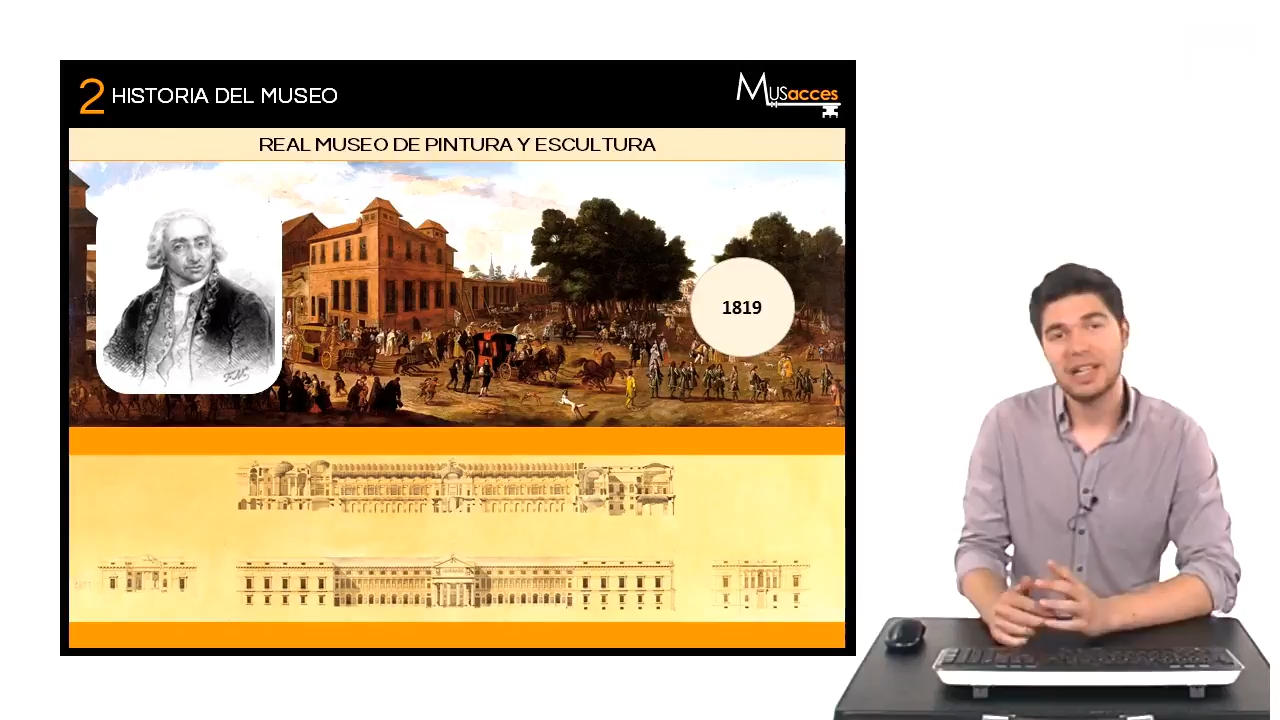 2 HISTORIA DEL MUSEO
MUSacces
REAL MUSEO DE PINTURA Y ESCULTURA
1819